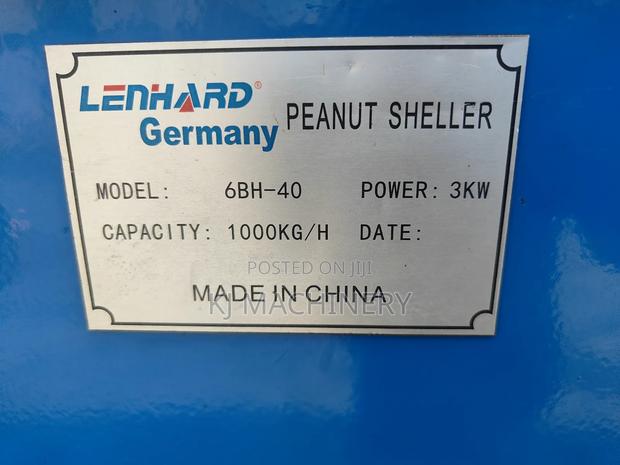 LENHARD®
Germany
PEANUT SHELLER
MODEL: 6BH-40 POWER: 3KW
CAPACITY: 1000KG/H DATE:
POSTED ON JIJI
MADE IN CHINA
KJ MACHINERY